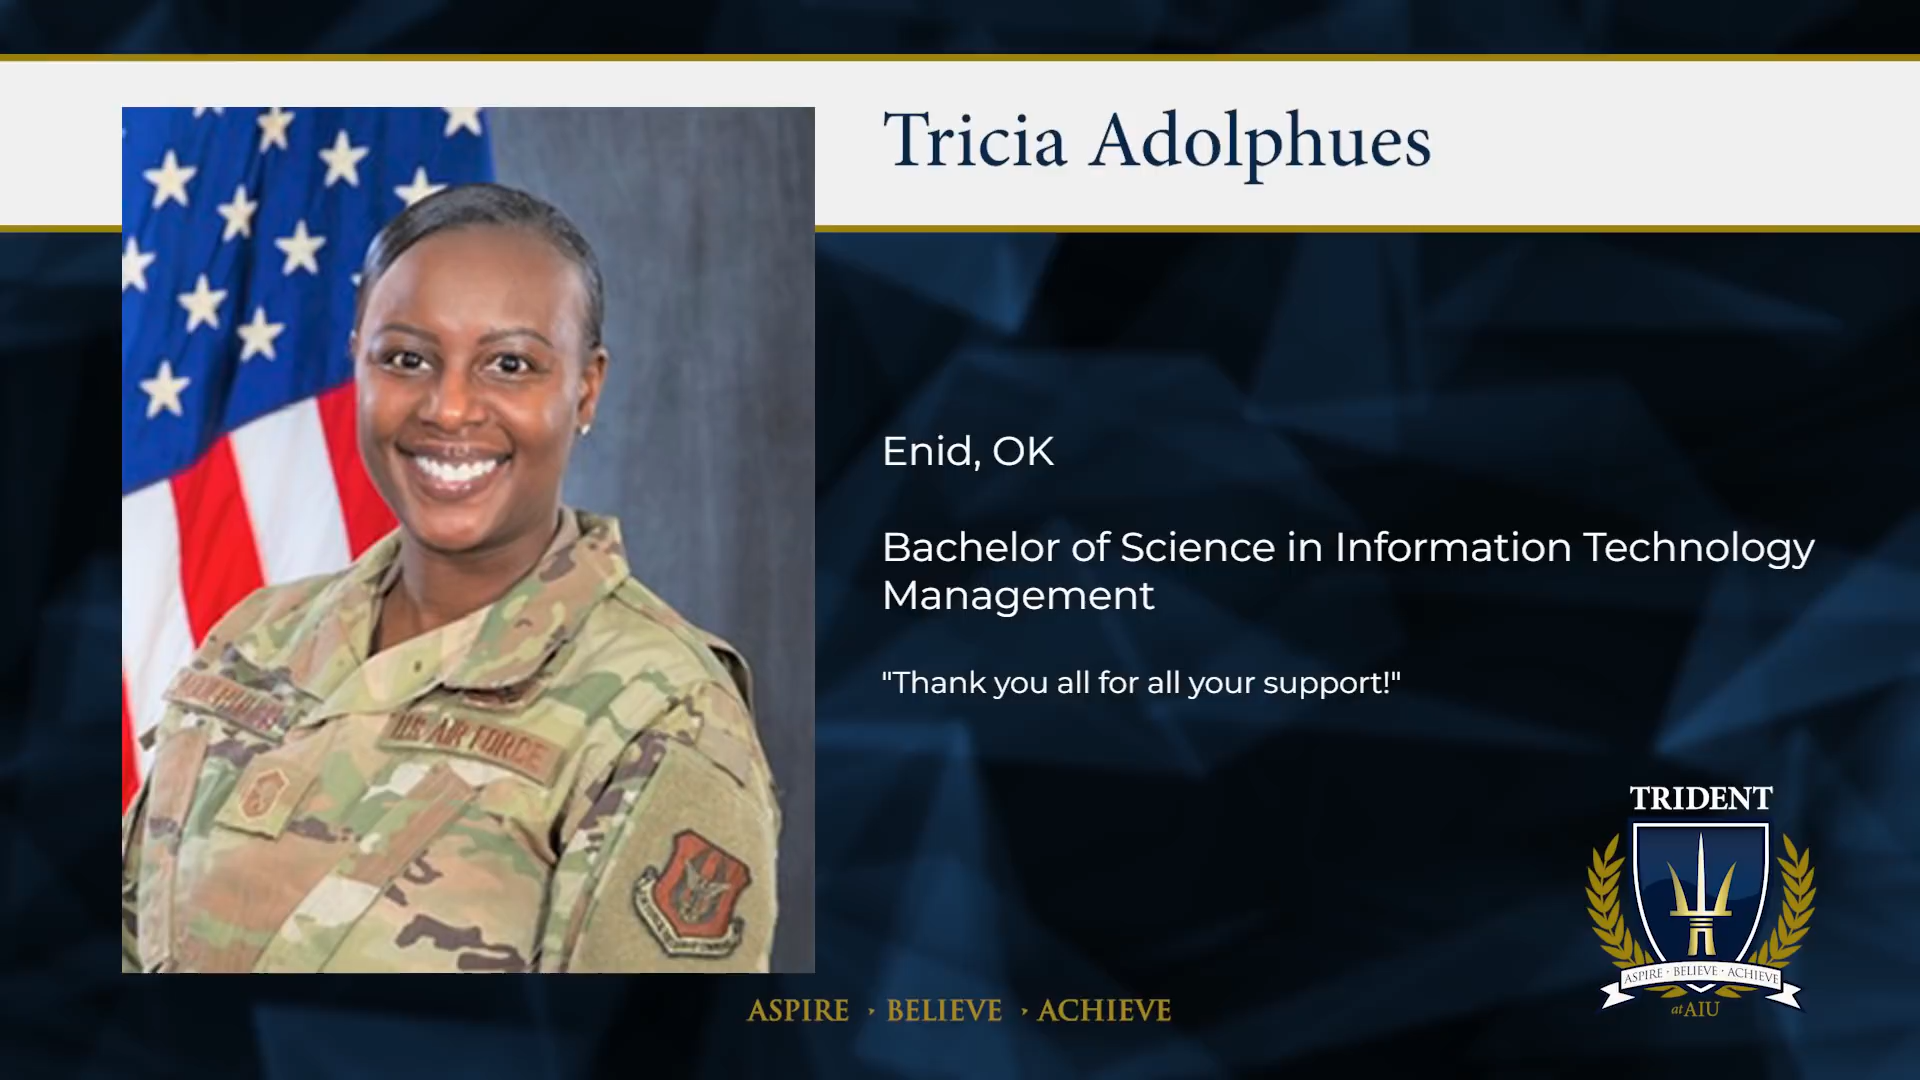 Tricia Adolphues
Enid, OK
Bachelor of Science in Information Technology
Management
"Thank you all for all your support!"
U.S. AIR FORCE
TRIDENT
ASPIRE · BELIEVE · ACHIEVE
at AIU
ASPIRE · BELIEVE · ACHIEVE